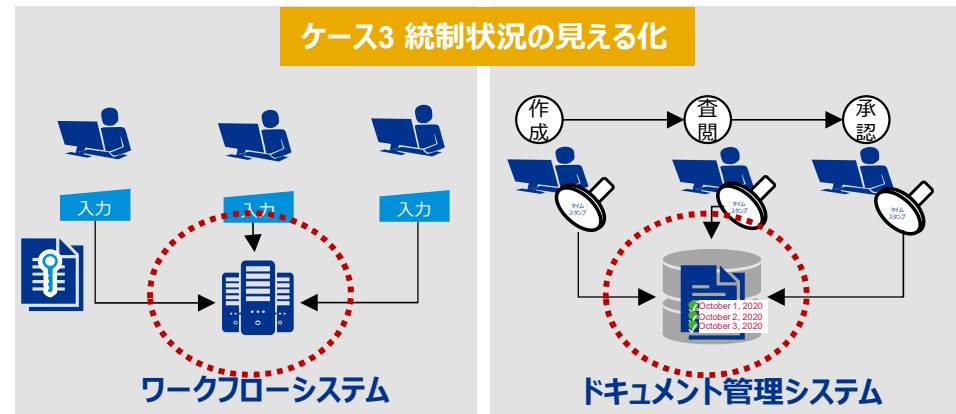 ケース3 統制状況の見える化
入力
入力
入力
ワークフローシステム
作成
査閲
承認
タイム
スタンプ
タイム
スタンプ
タイム
スタンプ
October 1, 2020
October 2, 2020
October 3, 2020
ドキュメント管理システム